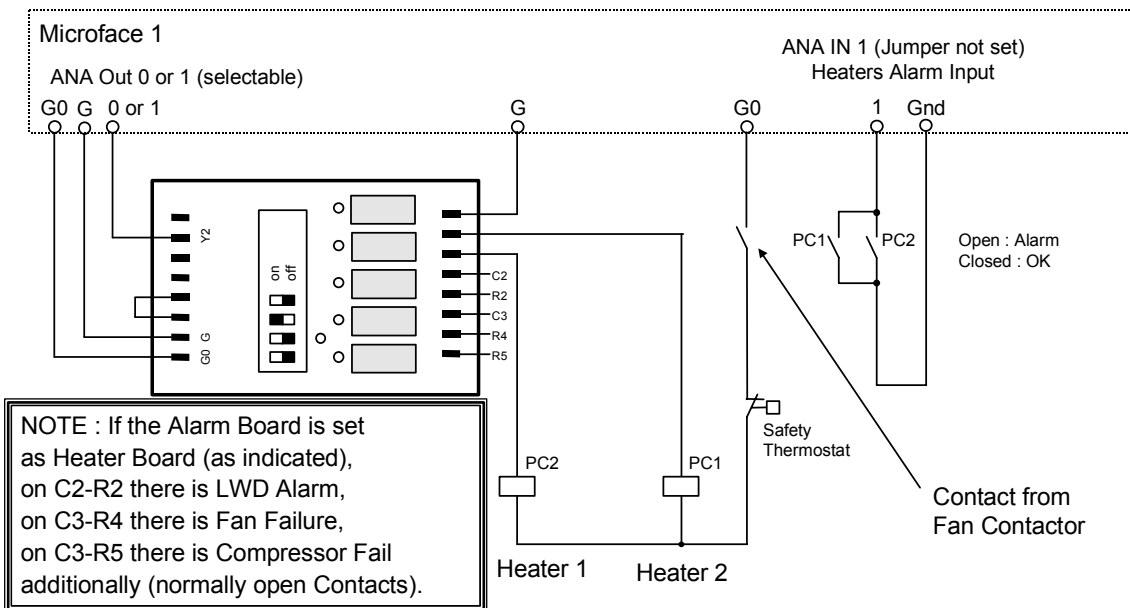 Microface 1
ANA Out 0 or 1 (selectable)
G0 G 0 or 1
G
G0
ANA IN 1 (Jumper not set)
Heaters Alarm Input
1 Gnd
Y2
G
G0
on
off
C2
R2
C3
R4
R5
PC1
PC2
Open : Alarm
Closed : OK
Safety
Thermostat
PC2
PC1
Heater 1
Heater 2
Contact from
Fan Contactor
NOTE : If the Alarm Board is set
as Heater Board (as indicated),
on C2-R2 there is LWD Alarm,
on C3-R4 there is Fan Failure,
on C3-R5 there is Compressor Fail
additionally (normally open Contacts).